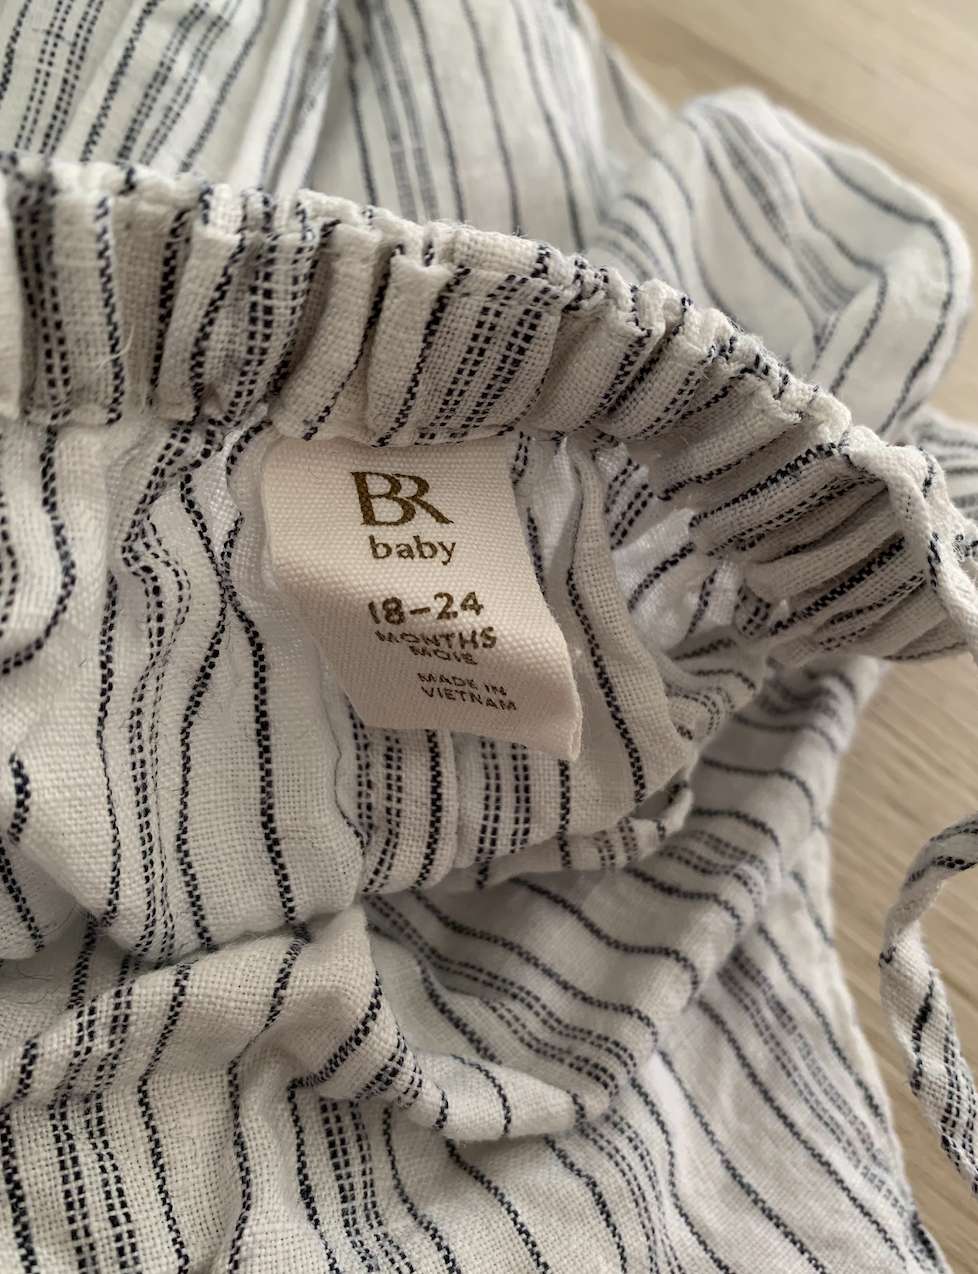 BR
baby
18-24
MONTHS
MOIS
MADE IN
VIETNAM